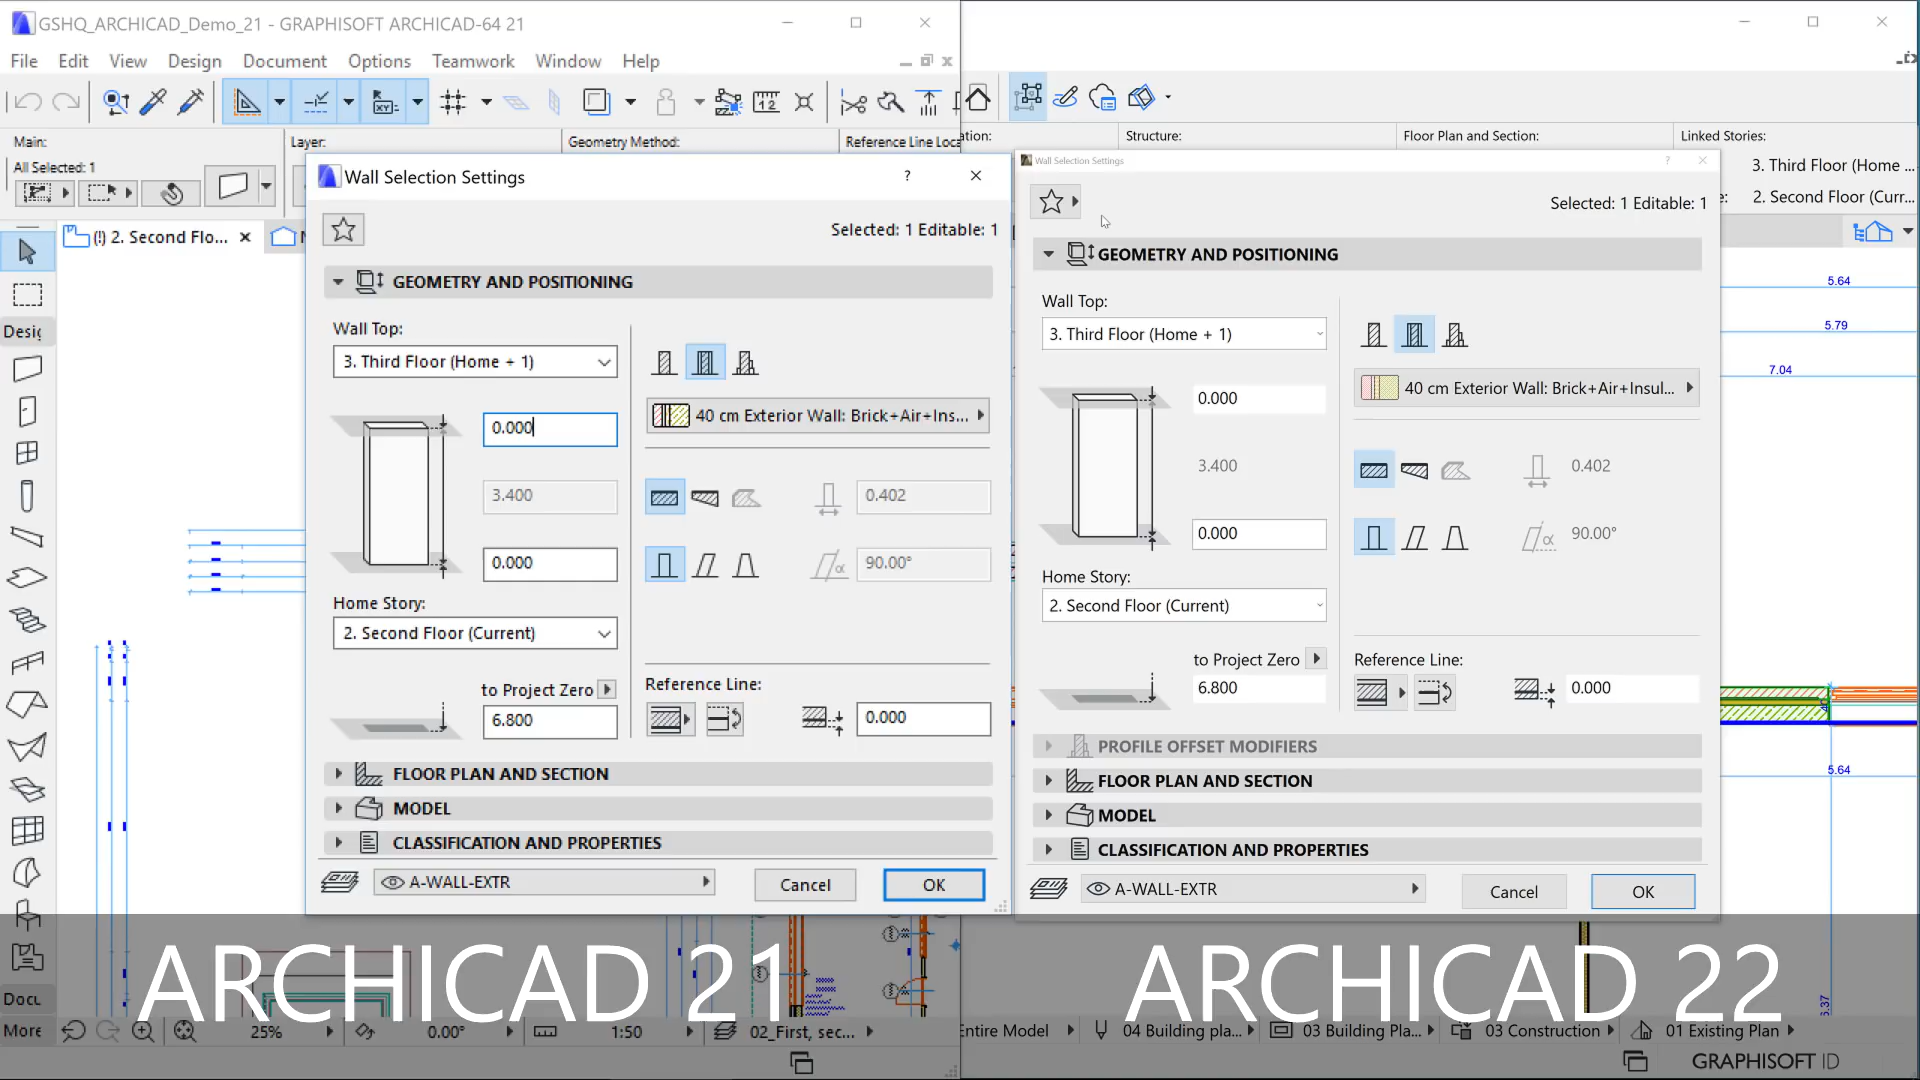 GSHQ_ARCHICAD_Demo_21 - GRAPHISOFT ARCHICAD-64 21
File Edit View Design Document Options Teamwork Window Help
Main:
Layer:
Geometry Method:
Reference Line Loca
All Selected: 1
(!) 2. Second Flo...
Desig
Wall Selection Settings
?
Selected: 1 Editable: 1
GEOMETRY AND POSITIONING
Wall Top:
3. Third Floor (Home + 1)
0.000
40 cm Exterior Wall: Brick+Air+Ins...
3.400
0.402
0.000
90.00°
Home Story:
2. Second Floor (Current)
to Project Zero
6.800
Reference Line:
0.000
FLOOR PLAN AND SECTION
MODEL
CLASSIFICATION AND PROPERTIES
A-WALL-EXTR
Cancel
OK
Docu
More
25%
0.00°
1:50
02_First, sec...
ARCHICAD 21
ation:
Structure:
Floor Plan and Section:
Linked Stories:
3. Third Floor (Home ...
e:
2. Second Floor (Curr...
Wall Selection Settings
?
Selected: 1 Editable: 1
GEOMETRY AND POSITIONING
Wall Top:
3. Third Floor (Home + 1)
0.000
40 cm Exterior Wall: Brick+Air+Insul...
3.400
0.402
0.000
90.00°
Home Story:
2. Second Floor (Current)
to Project Zero
6.800
Reference Line:
0.000
PROFILE OFFSET MODIFIERS
FLOOR PLAN AND SECTION
MODEL
CLASSIFICATION AND PROPERTIES
A-WALL-EXTR
Cancel
OK
5.64
5.79
7.04
5.64
ARCHICAD 22
Entire Model
04 Building pla...
03 Building Pla...
03 Construction
01 Existing Plan
GRAPHISOFT ID